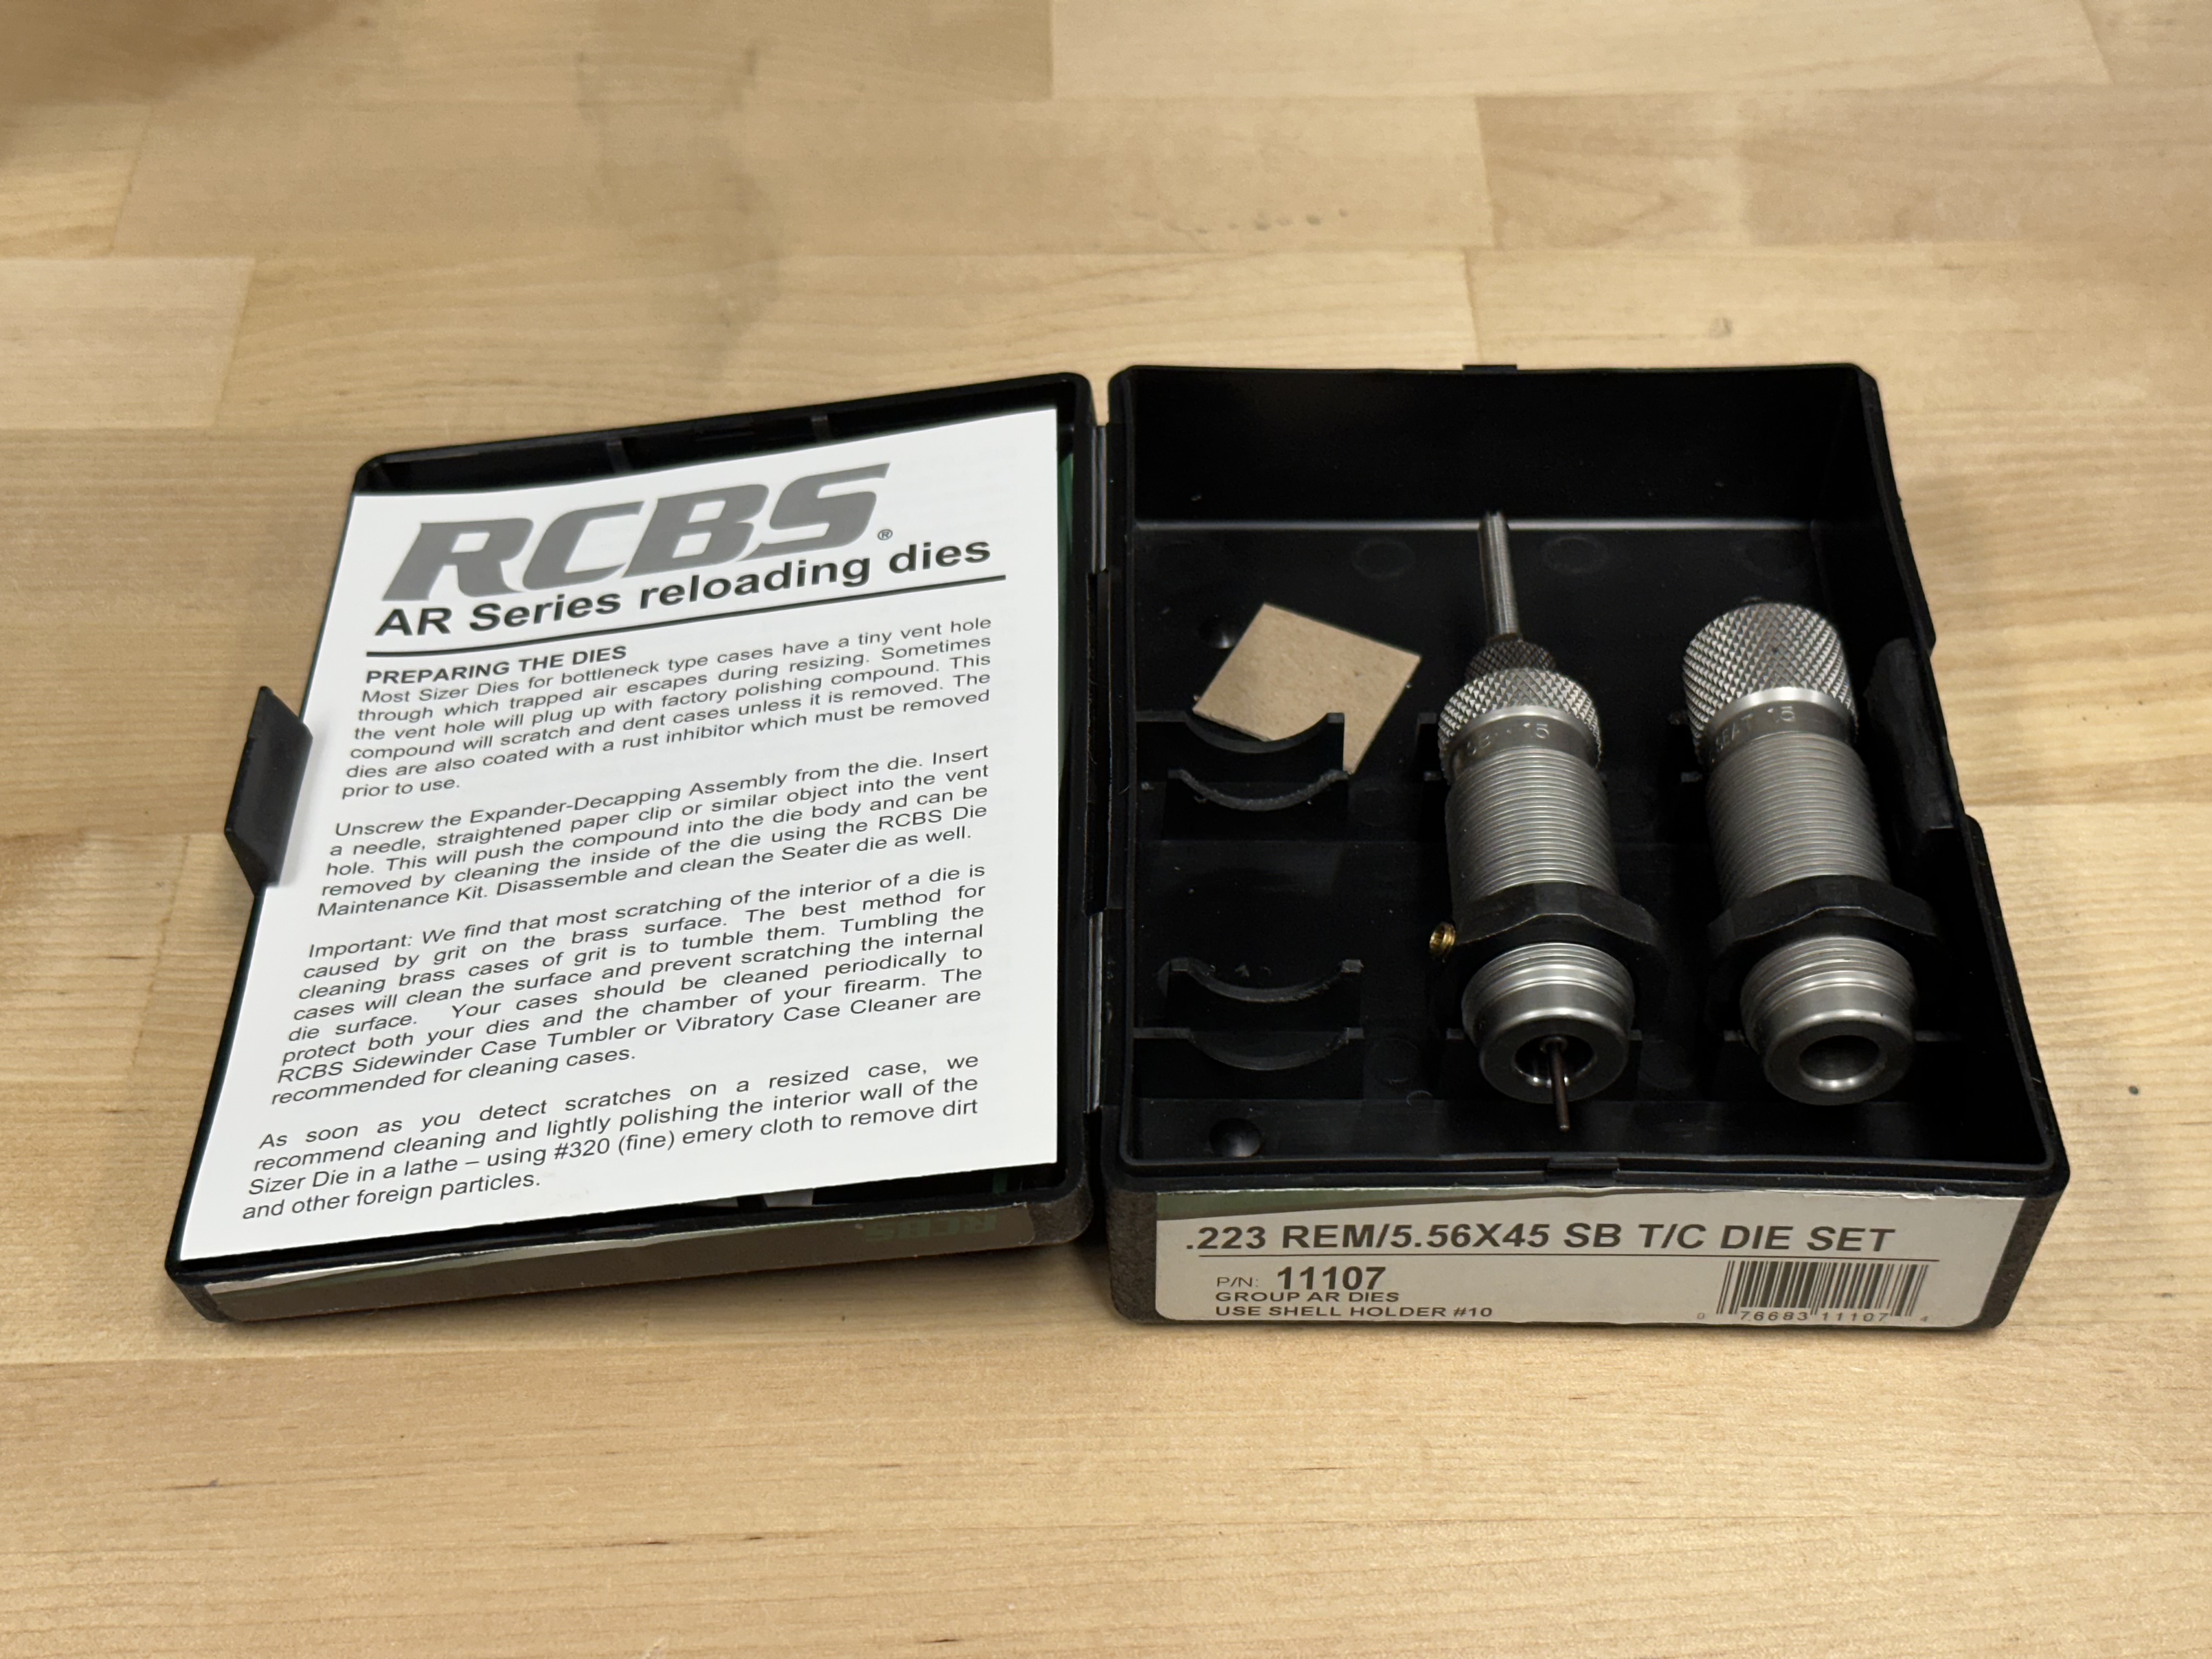 RCBS®
AR Series reloading dies
PREPARING THE DIES
Most Sizer Dies for bottleneck type cases have a tiny vent hole
through which trapped air escapes during resizing. Sometimes
the vent hole will plug up with factory polishing compound. This
compound will scratch and dent cases unless it is removed. The
dies are also coated with a rust inhibitor which must be removed
prior to use.
Unscrew the Expander-Decapping Assembly from the die. Insert
a needle, straightened paper clip or similar object into the vent
hole. This will push the compound into the die body and can be
removed by cleaning the inside of the die using the RCBS Die
Maintenance Kit. Disassemble and clean the Seater die as well.
Important: We find that most scratching of the interior of a die is
caused by grit on the brass surface. The best method for
cleaning brass cases of grit is to tumble them. Tumbling the
cases will clean the surface and prevent scratching the internal
die surface. Your cases should be cleaned periodically to
protect both your dies and the chamber of your firearm. The
RCBS Sidewinder Case Tumbler or Vibratory Case Cleaner are
recommended for cleaning cases.
As soon as you detect scratches on a resized case, we
recommend cleaning and lightly polishing the interior wall of the
Sizer Die in a lathe – using #320 (fine) emery cloth to remove dirt
and other foreign particles.
RCBS.
15
15
.223 REM/5.56X45 SB T/C DIE SET
P/N: 11107
GROUP AR DIES
USE SHELL HOLDER #10
0 76683 11107 4